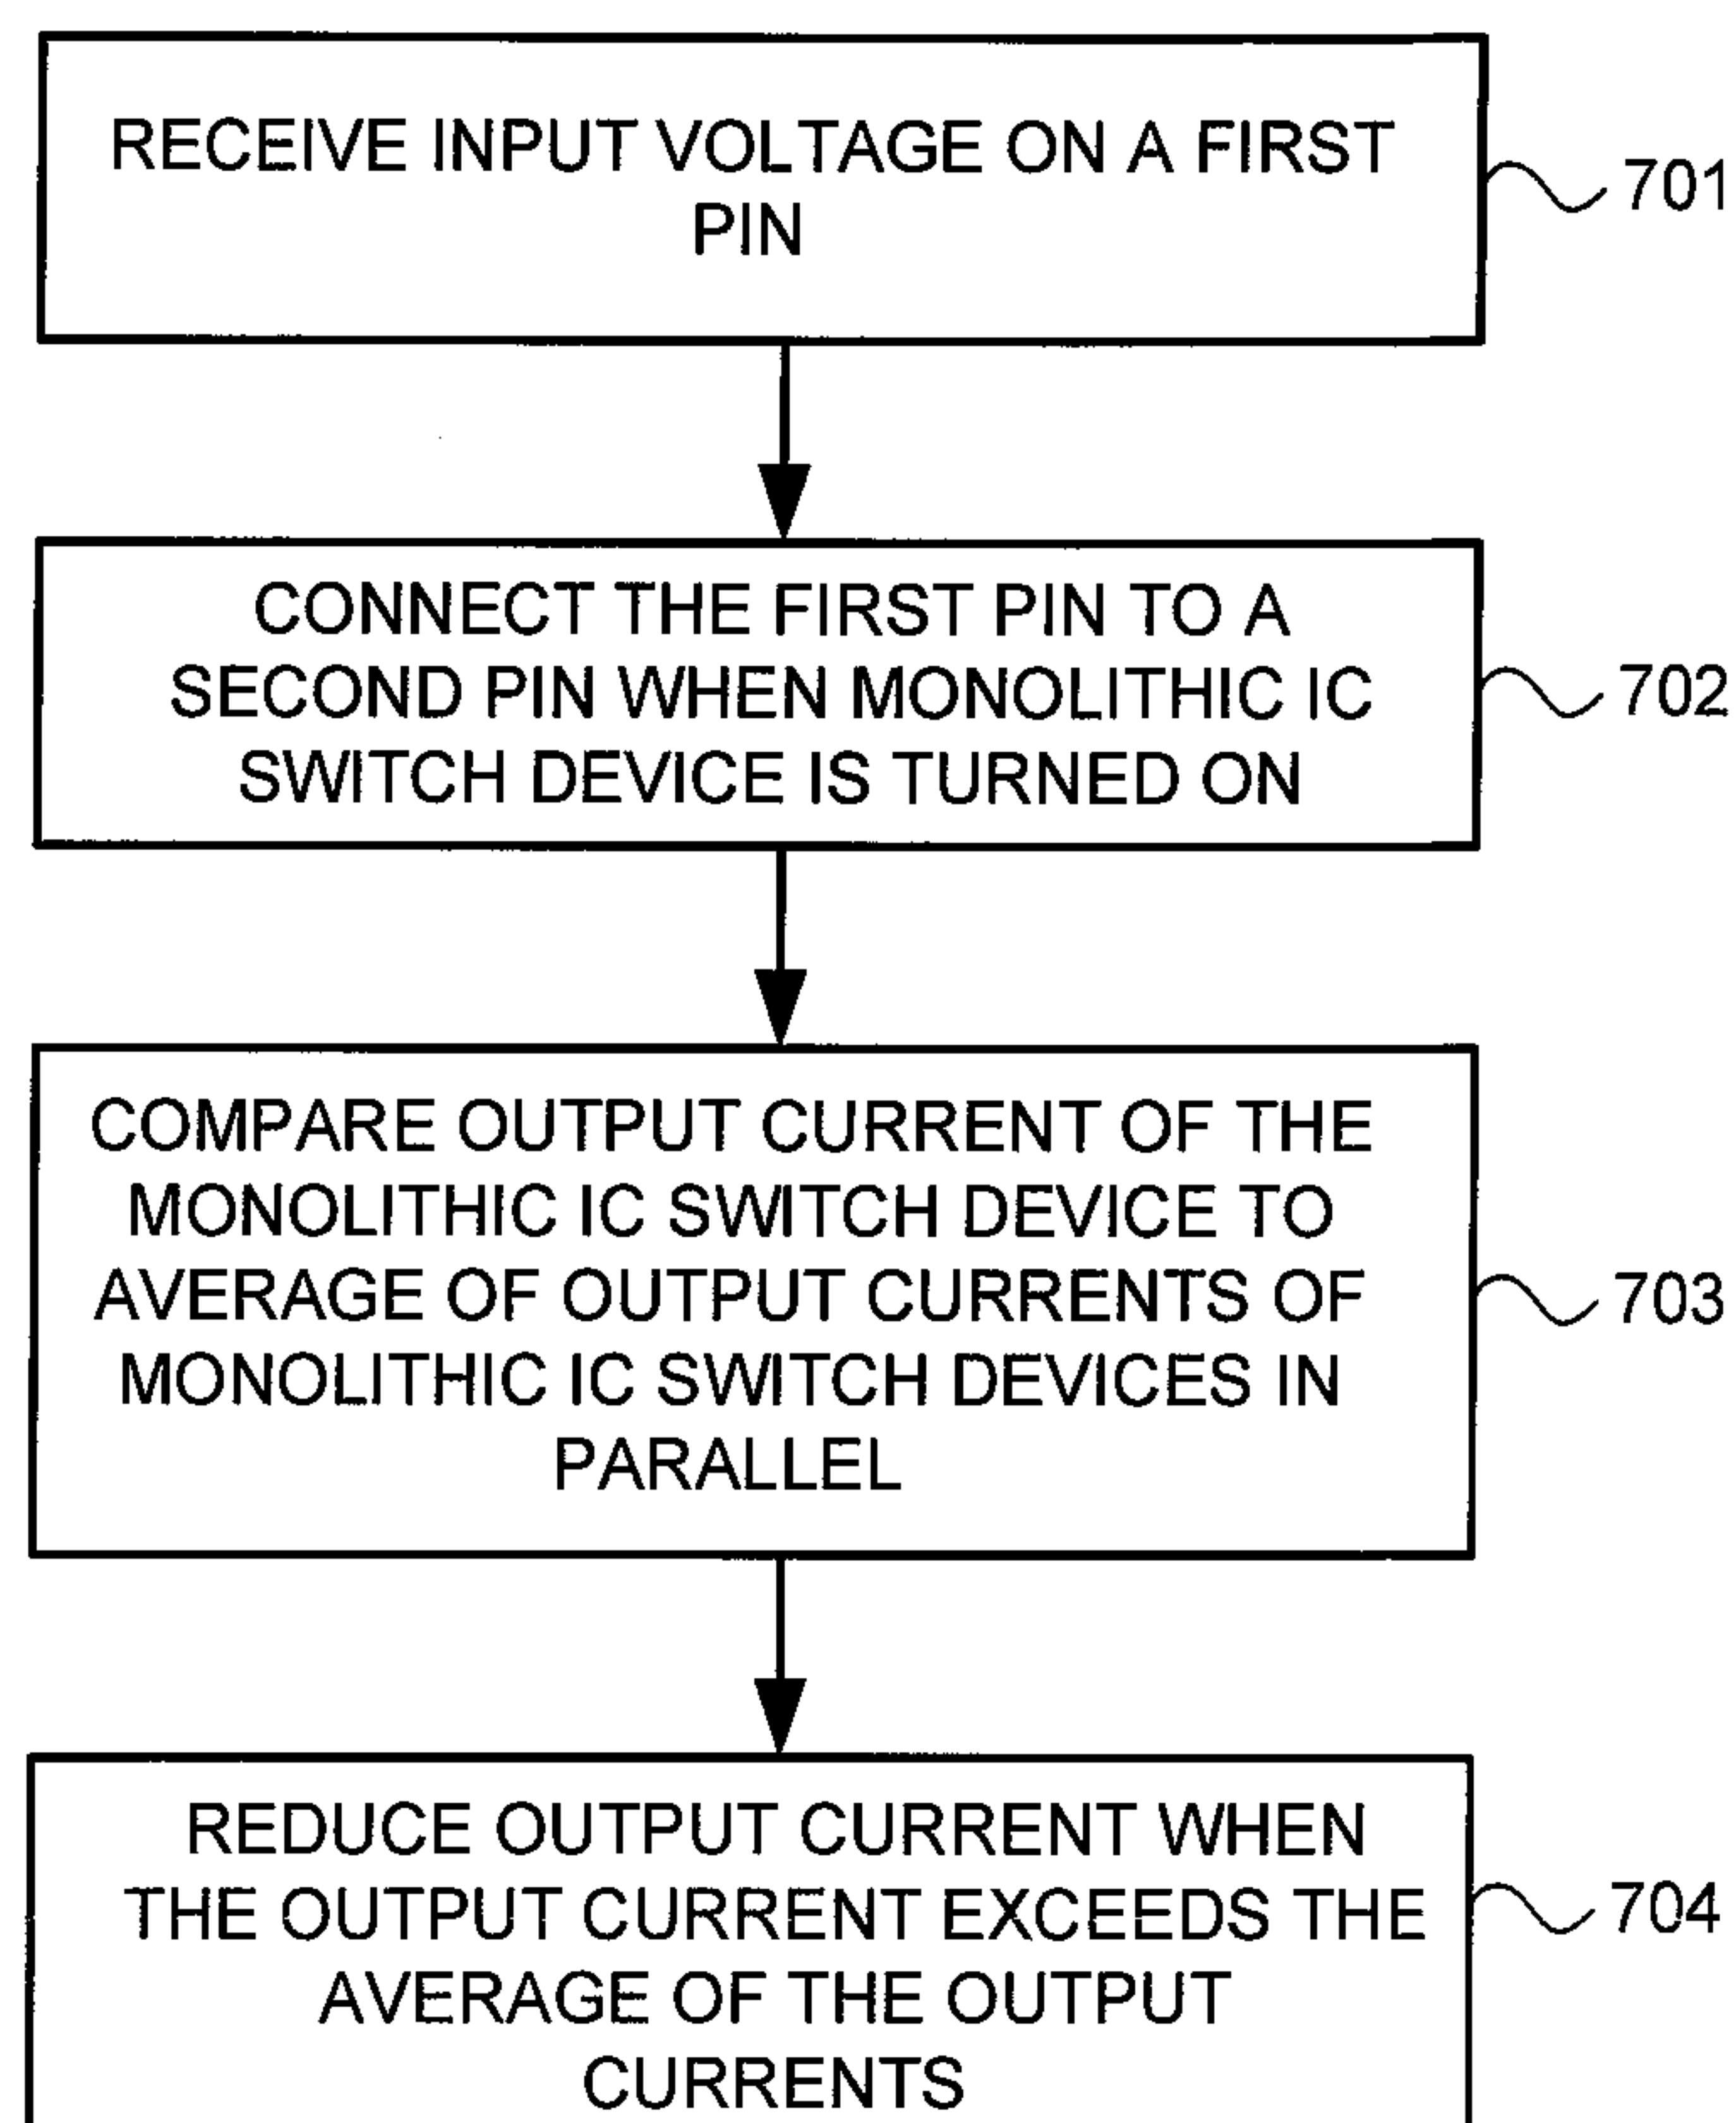 RECEIVE INPUT VOLTAGE ON A FIRST
PIN
701
CONNECT THE FIRST PIN TO A
SECOND PIN WHEN MONOLITHIC IC
SWITCH DEVICE IS TURNED ON
702
COMPARE OUTPUT CURRENT OF THE
MONOLITHIC IC SWITCH DEVICE TO
AVERAGE OF OUTPUT CURRENTS OF
MONOLITHIC IC SWITCH DEVICES IN
PARALLEL
703
REDUCE OUTPUT CURRENT WHEN
THE OUTPUT CURRENT EXCEEDS THE
AVERAGE OF THE OUTPUT
CURRENTS
704